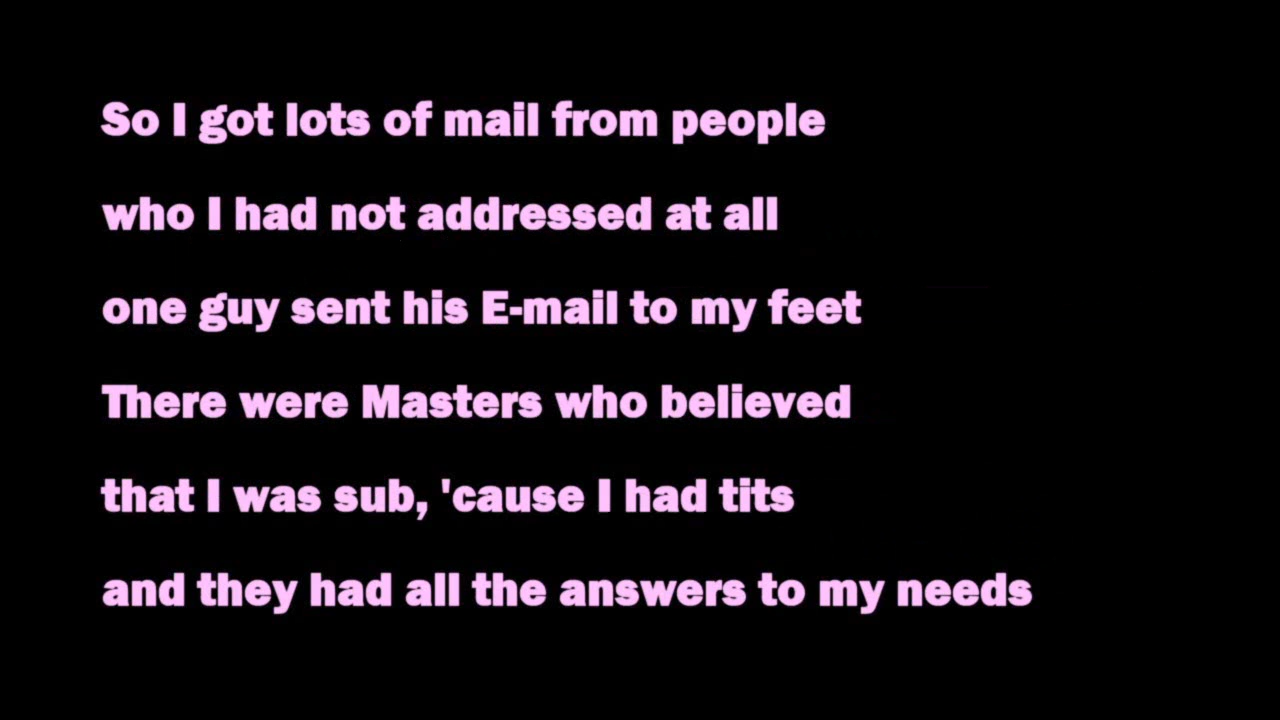 So I got lots of mail from people
who I had not addressed at all
one guy sent his E-mail to my feet
There were Masters who believed
that I was sub, 'cause I had tits
and they had all the answers to my needs